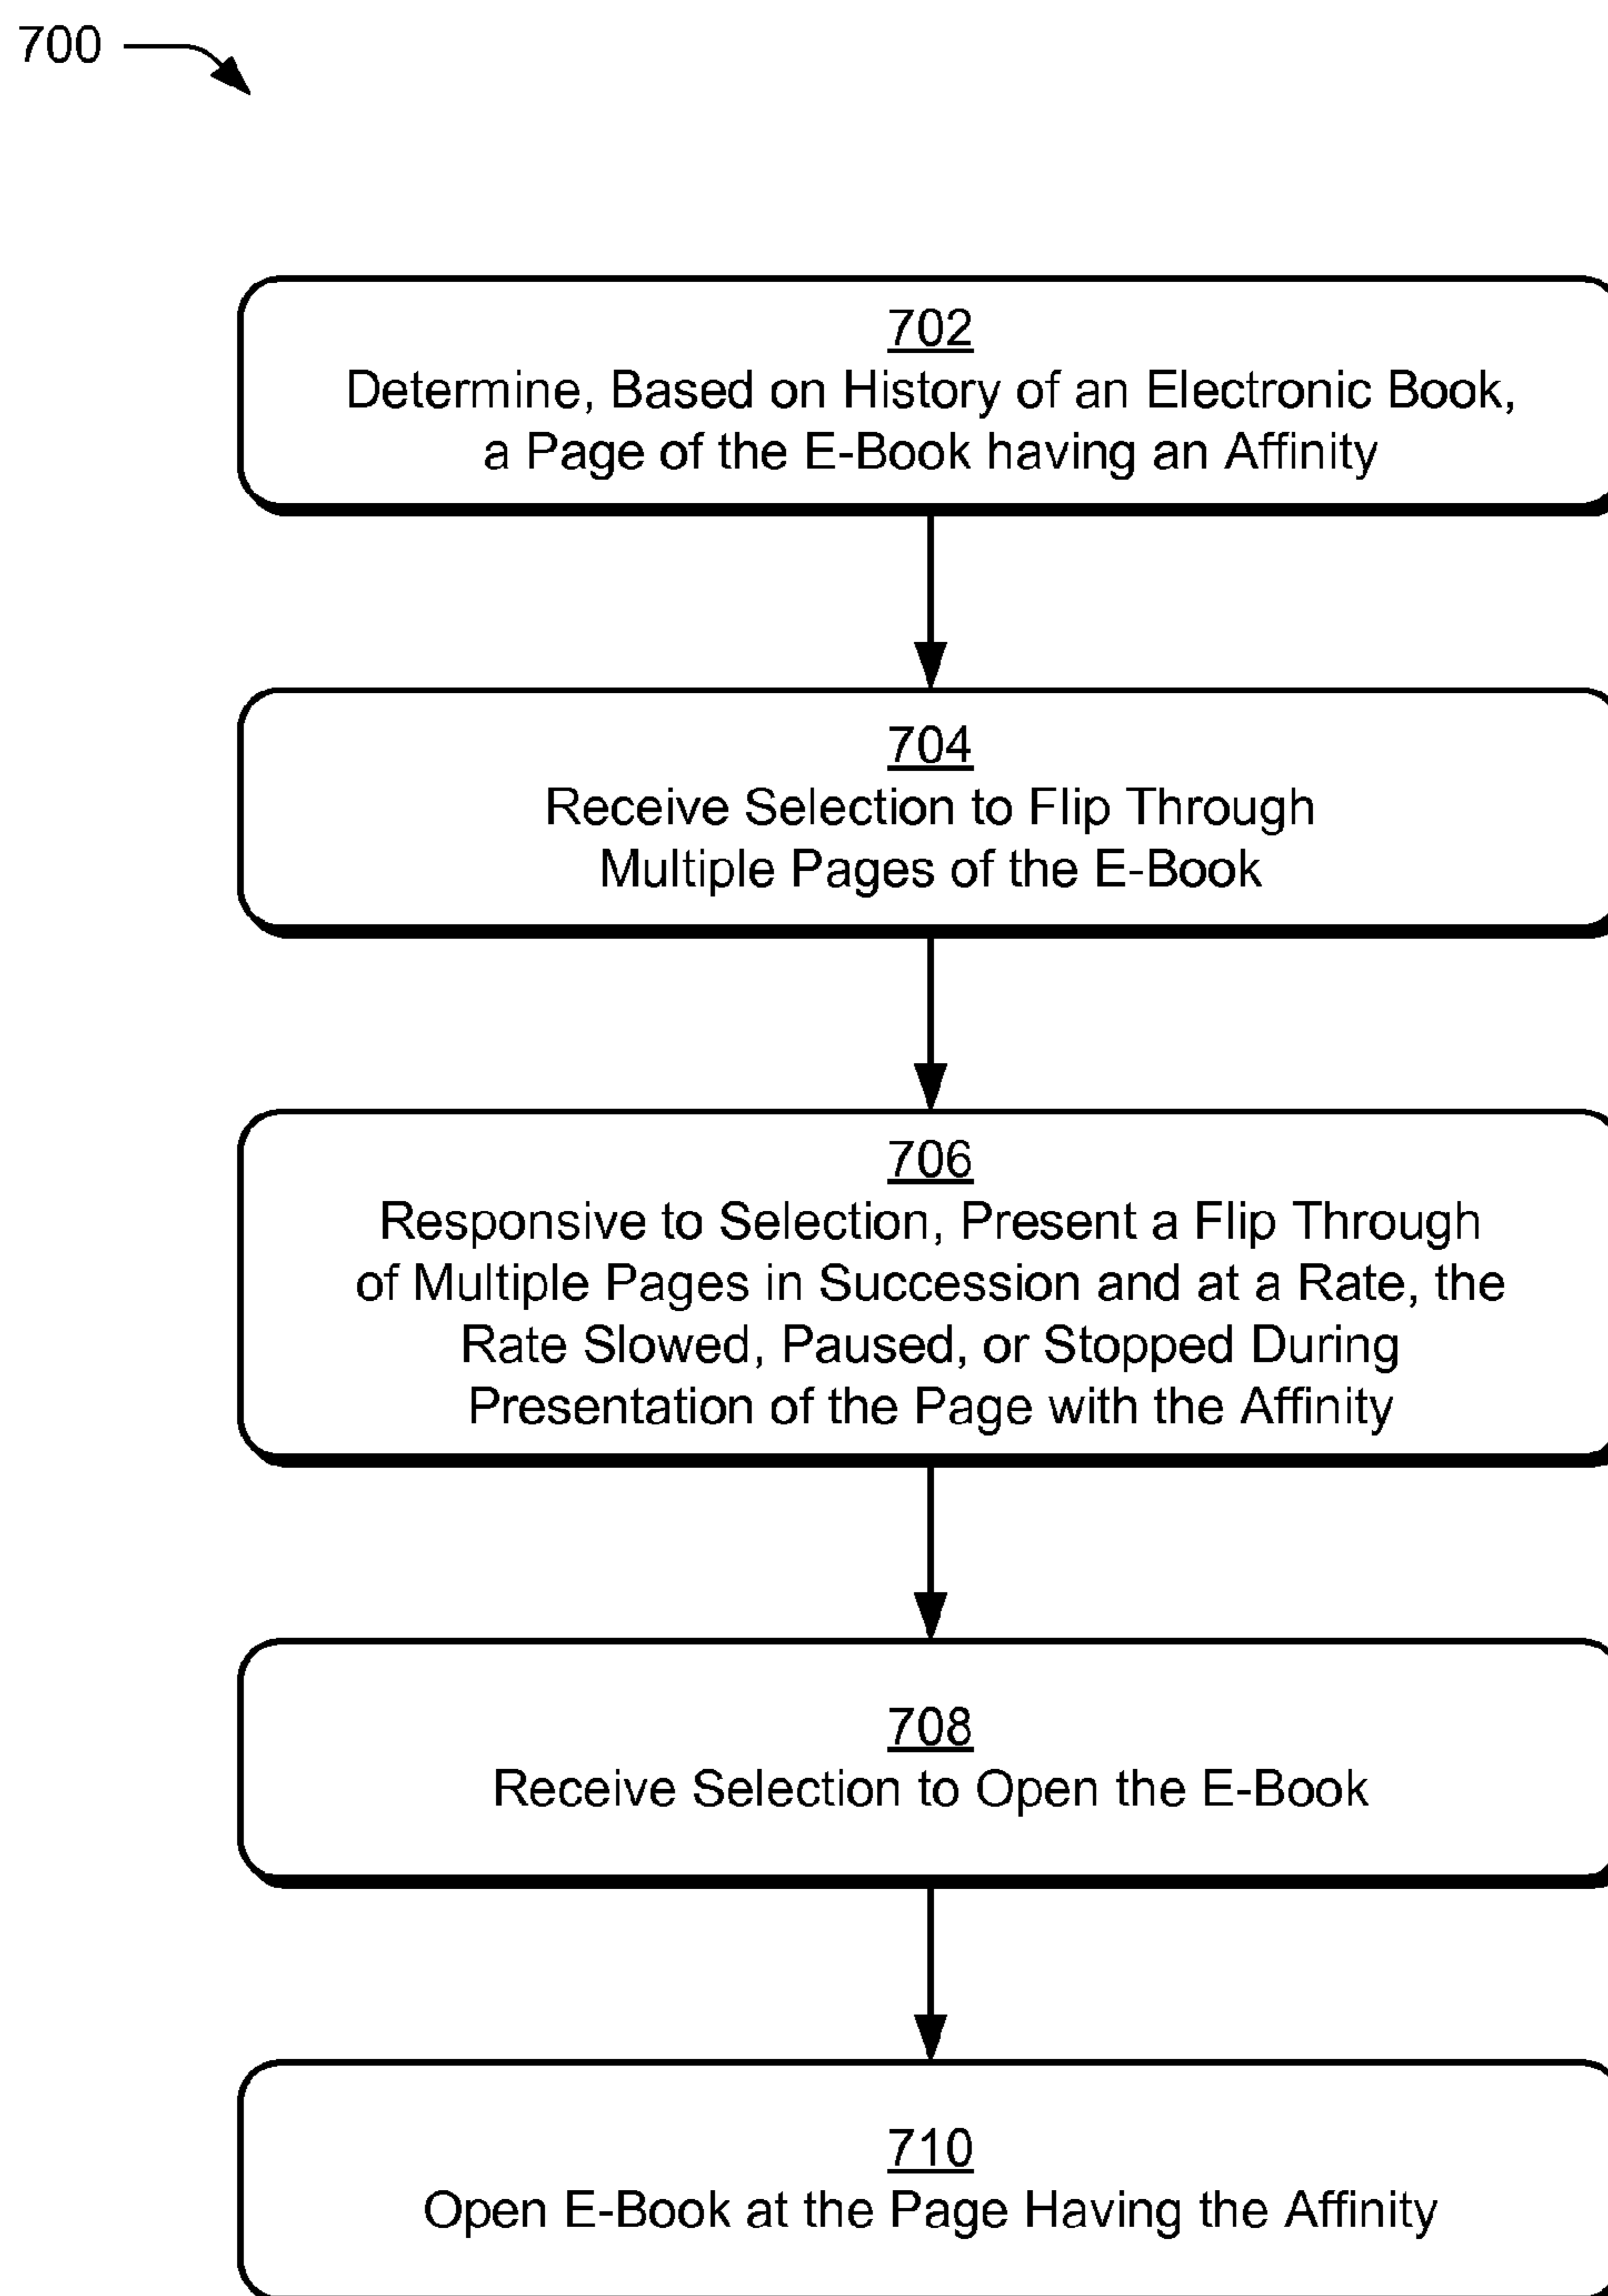 700
702
Determine, Based on History of an Electronic Book,
a Page of the E-Book having an Affinity
704
Receive Selection to Flip Through
Multiple Pages of the E-Book
706
Responsive to Selection, Present a Flip Through
of Multiple Pages in Succession and at a Rate, the
Rate Slowed, Paused, or Stopped During
Presentation of the Page with the Affinity
708
Receive Selection to Open the E-Book
710
Open E-Book at the Page Having the Affinity